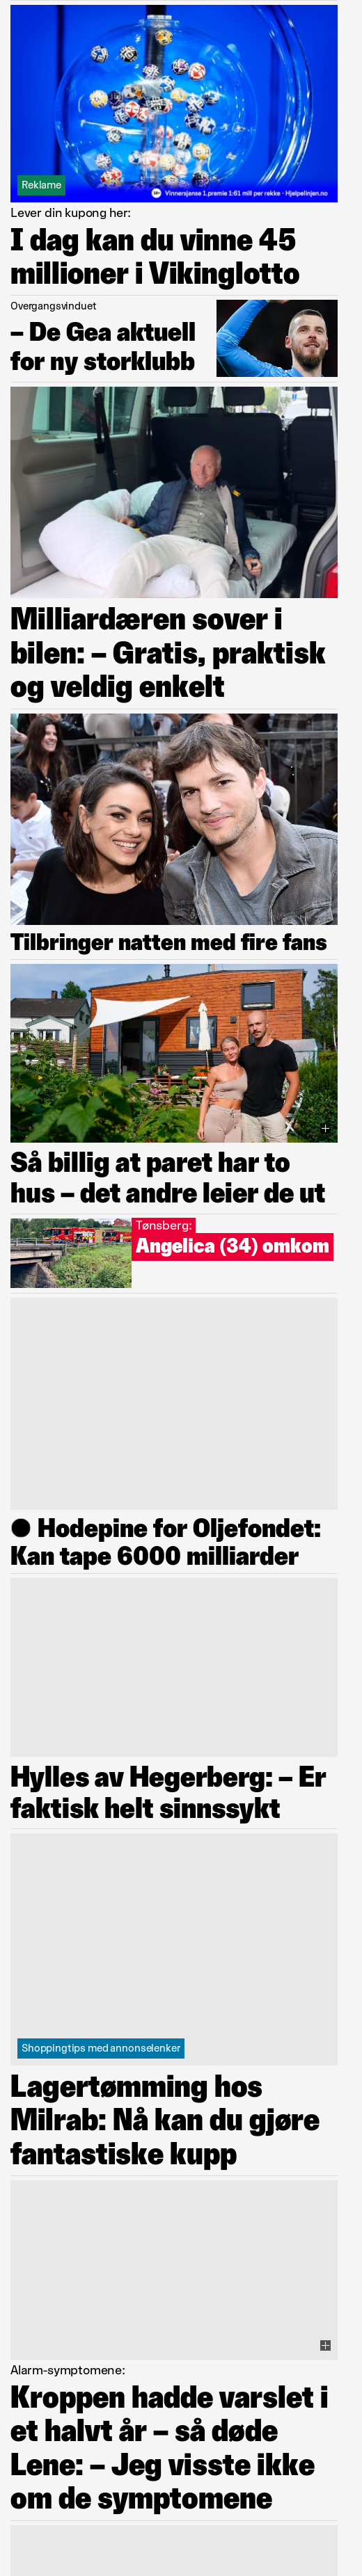 Reklame
Vinnersjanse 1.premie 1:61 mill per rekke - Hjelpelinjen.no
Lever din kupong her:
I dag kan du vinne 45
millioner i Vikinglotto
Overgangsvinduet
– De Gea aktuell
for ny storklubb
Milliardæren sover i
bilen: – Gratis, praktisk
og veldig enkelt
Tilbringer natten med fire fans
Så billig at paret har to
hus – det andre leier de ut
Tønsberg:
Angelica (34) omkom
Hodepine for Oljefondet:
Kan tape 6000 milliarder
Hylles av Hegerberg: – Er
faktisk helt sinnssykt
Shoppingtips med annonselenker
Lagertømming hos
Milrab: Nå kan du gjøre
fantastiske kupp
Alarm-symptomene:
Kroppen hadde varslet i
et halvt år – så døde
Lene: – Jeg visste ikke
om de symptomene